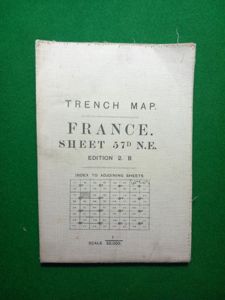 TRENCH MAP.
FRANCE.
SHEET 57D N.E.
EDITION 2. B
INDEX TO ADJOINING SHEETS
SCALE 1/20,000